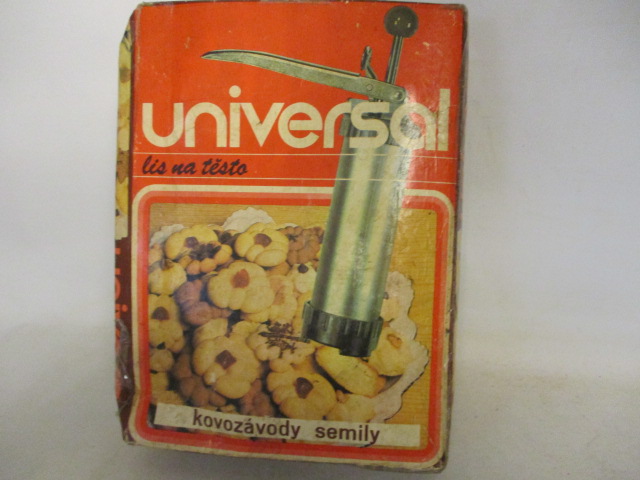 universal
lis na těsto
kovozávody semily